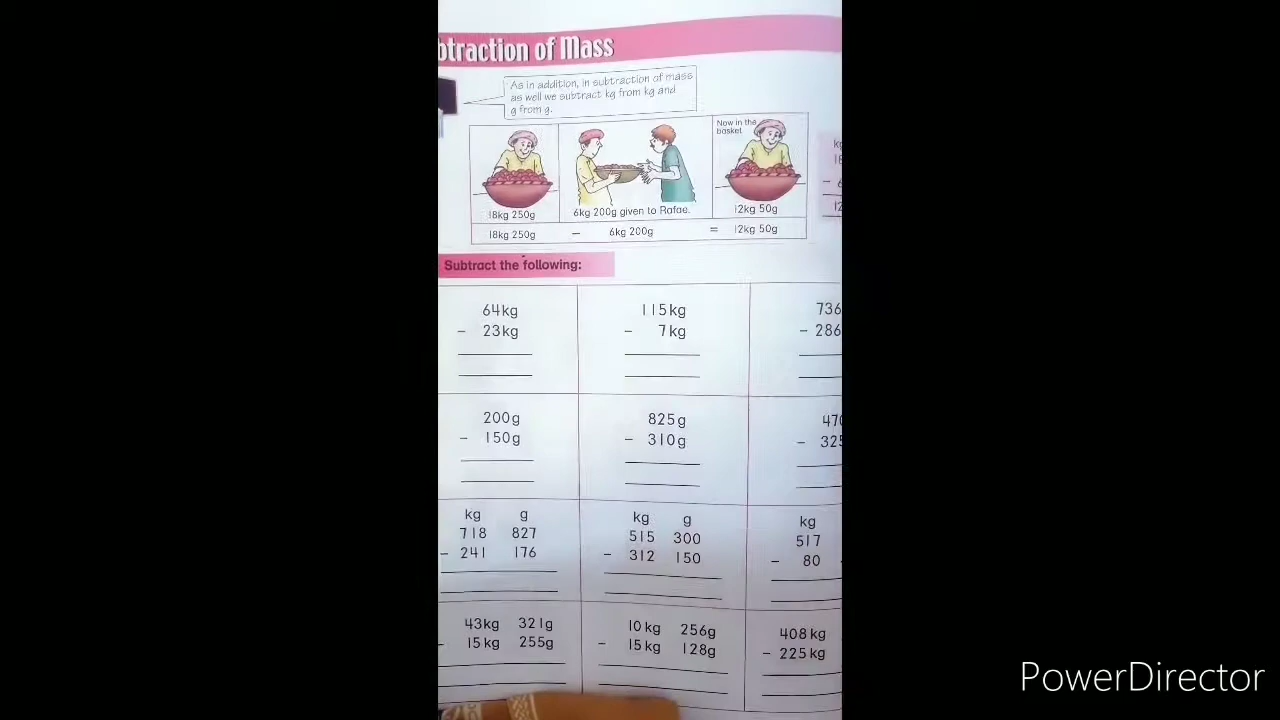 btraction of Mass
As in addition, in subtraction of mass
as well we subtract kg from kg and
g from g.
Now in the
basket
18kg 250g
6kg 200g given to Rafae.
12kg 50g
18kg 250g − 6kg 200g = 12kg 50g
Subtract the following:
64kg
− 23kg
115kg
− 7kg
736
− 286
200g
− 150g
825g
− 310g
470
− 325
kg g
718 827
− 241 176
kg g
515 300
− 312 150
kg
517
− 80
43kg 321g
− 15kg 255g
10kg 256g
− 15kg 128g
408kg
− 225kg
PowerDirector